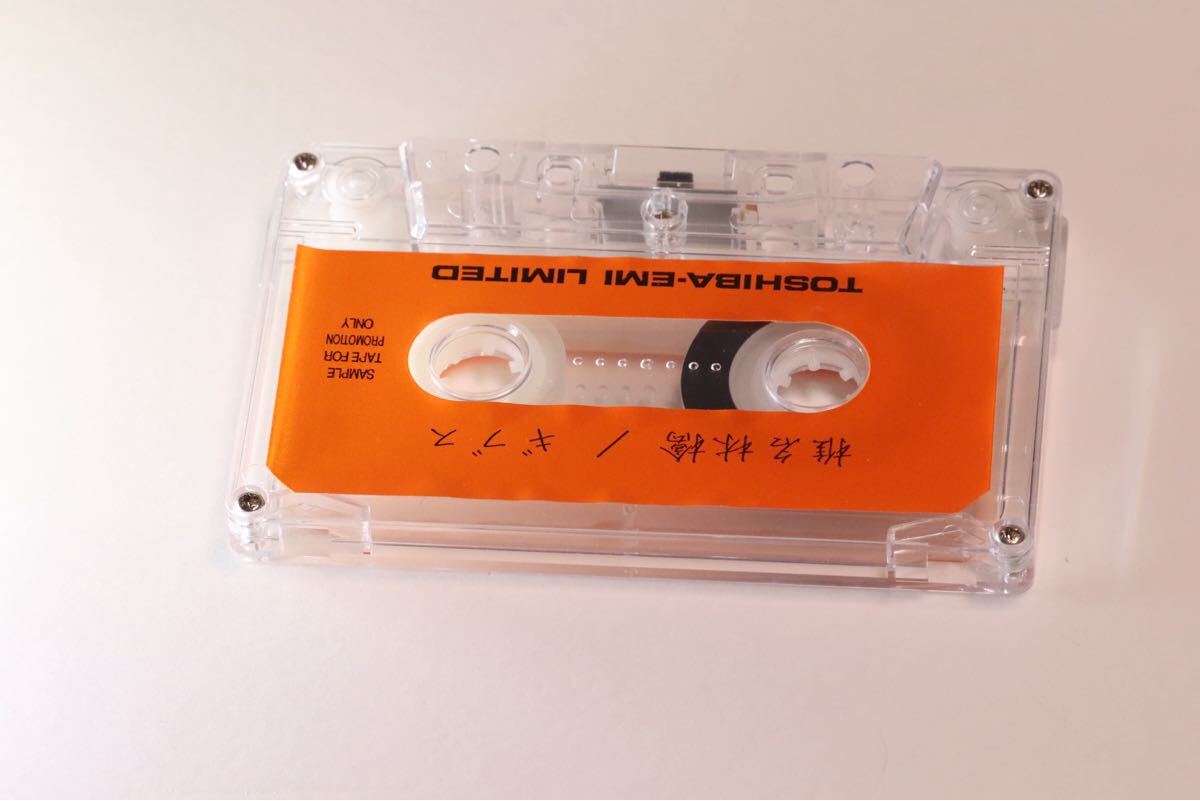 椎名林檎 / ギブス
SAMPLE
TAPE FOR
PROMOTION
ONLY
TOSHIBA-EMI LIMITED